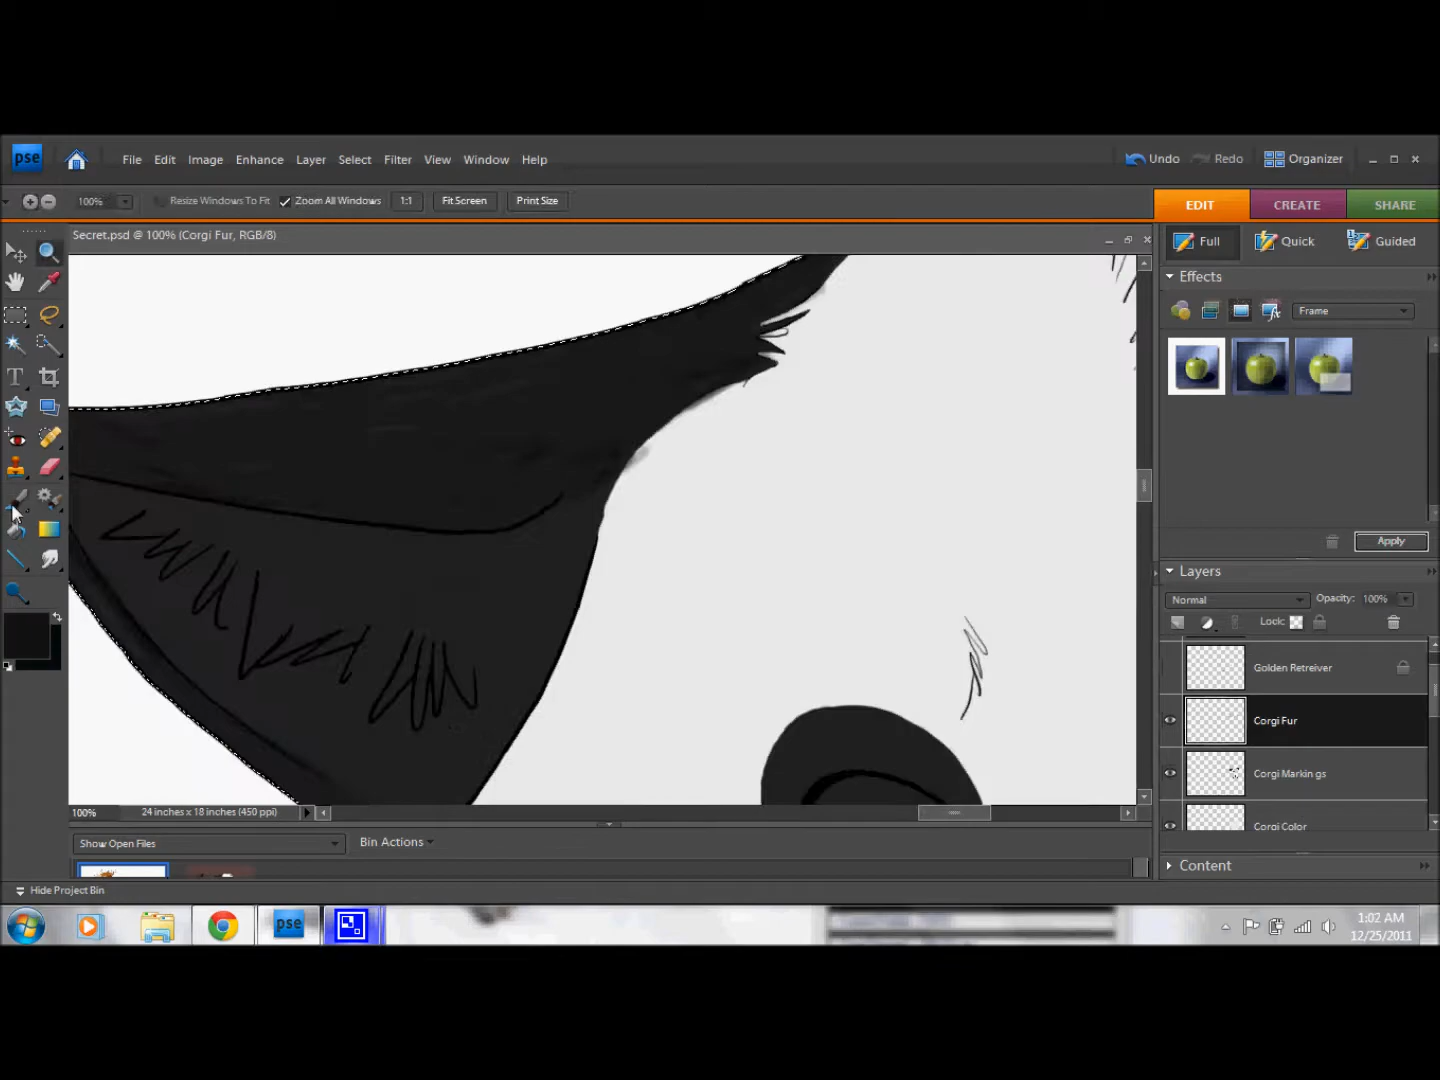 pse File Edit Image Enhance Layer Select Filter View Window Help Undo Redo Organizer
100% Resize Windows To Fit Zoom All Windows 1:1 Fit Screen Print Size EDIT CREATE SHARE
Secret.psd @ 100% (Corgi Fur, RGB/8)
Full Quick Guided
Effects
Frame
Apply
Layers
Normal Opacity: 100%
Lock:
Golden Retreiver
Corgi Fur
Corgi Markings
Corgi Color
100% 24 inches x 18 inches (450 ppi)
Show Open Files Bin Actions
Content
Hide Project Bin
pse
1:02 AM
12/25/2011